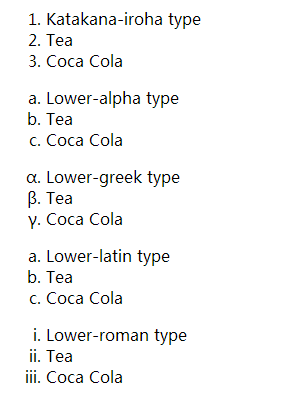 1. Katakana-iroha type
2. Tea
3. Coca Cola
a. Lower-alpha type
b. Tea
c. Coca Cola
α. Lower-greek type
β. Tea
γ. Coca Cola
a. Lower-latin type
b. Tea
c. Coca Cola
i. Lower-roman type
ii. Tea
iii. Coca Cola